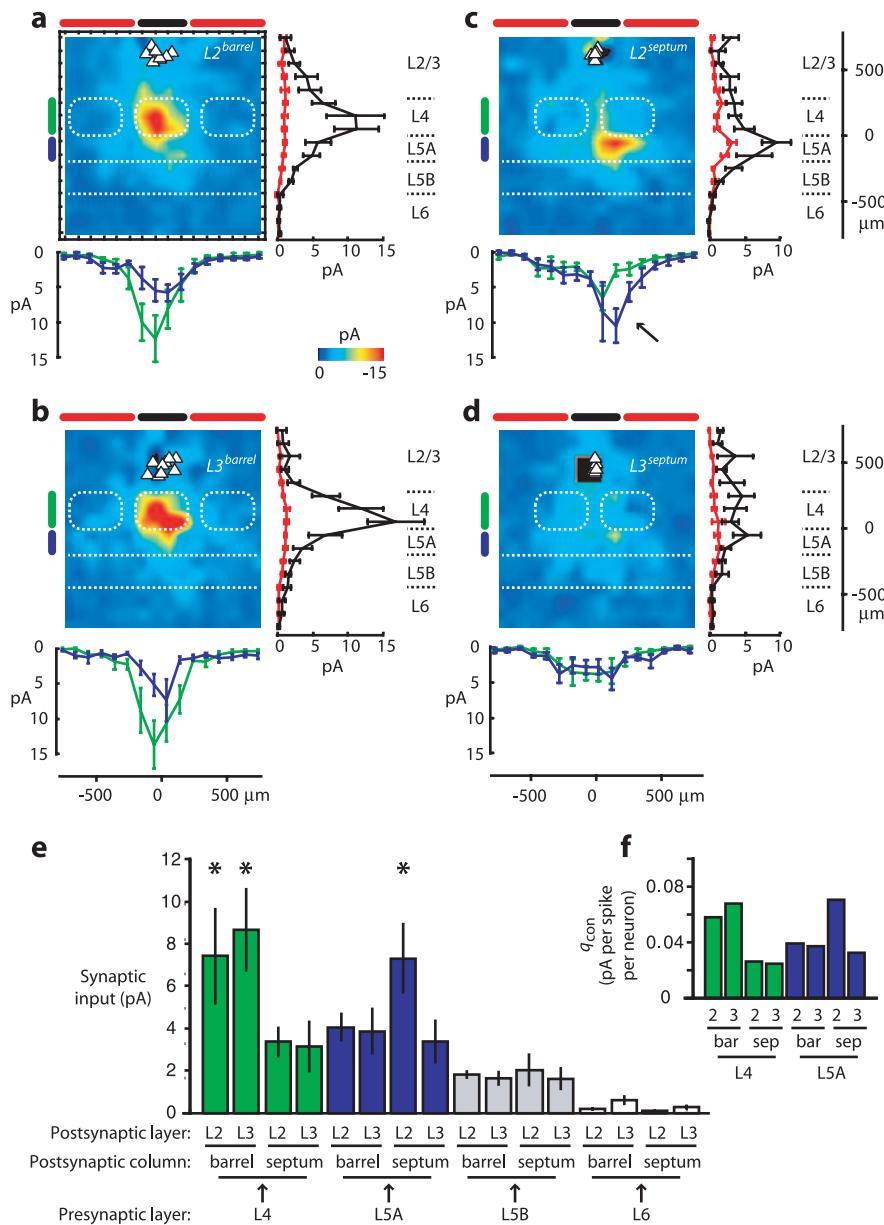 a
L2barrel
0 5 10 15
pA
L2/3
L4
L5A
L5B
L6
0
5
10
15
pA
pA
0 -15
c
L2septum
0 5 10
pA
L2/3
L4
L5A
L5B
L6
500
0
-500
μm
0
5
10
15
pA
b
L3barrel
0 5 10 15
pA
L2/3
L4
L5A
L5B
L6
0
5
10
15
pA
-500 0 500 μm
d
L3septum
0 5 10
pA
L2/3
L4
L5A
L5B
L6
500
0
-500
μm
0
5
10
15
pA
-500 0 500 μm
e
Synaptic
input (pA)
12
10
8
6
4
2
0
* * *
Postsynaptic layer: L2 L3 L2 L3 L2 L3 L2 L3 L2 L3 L2 L3 L2 L3 L2 L3
Postsynaptic column: barrel septum barrel septum barrel septum barrel septum
Presynaptic layer: L4 L5A L5B L6
f
qcon
(pA per spike
per neuron)
0.08
0.04
0
2 3 2 3 2 3 2 3
bar sep bar sep
L4 L5A